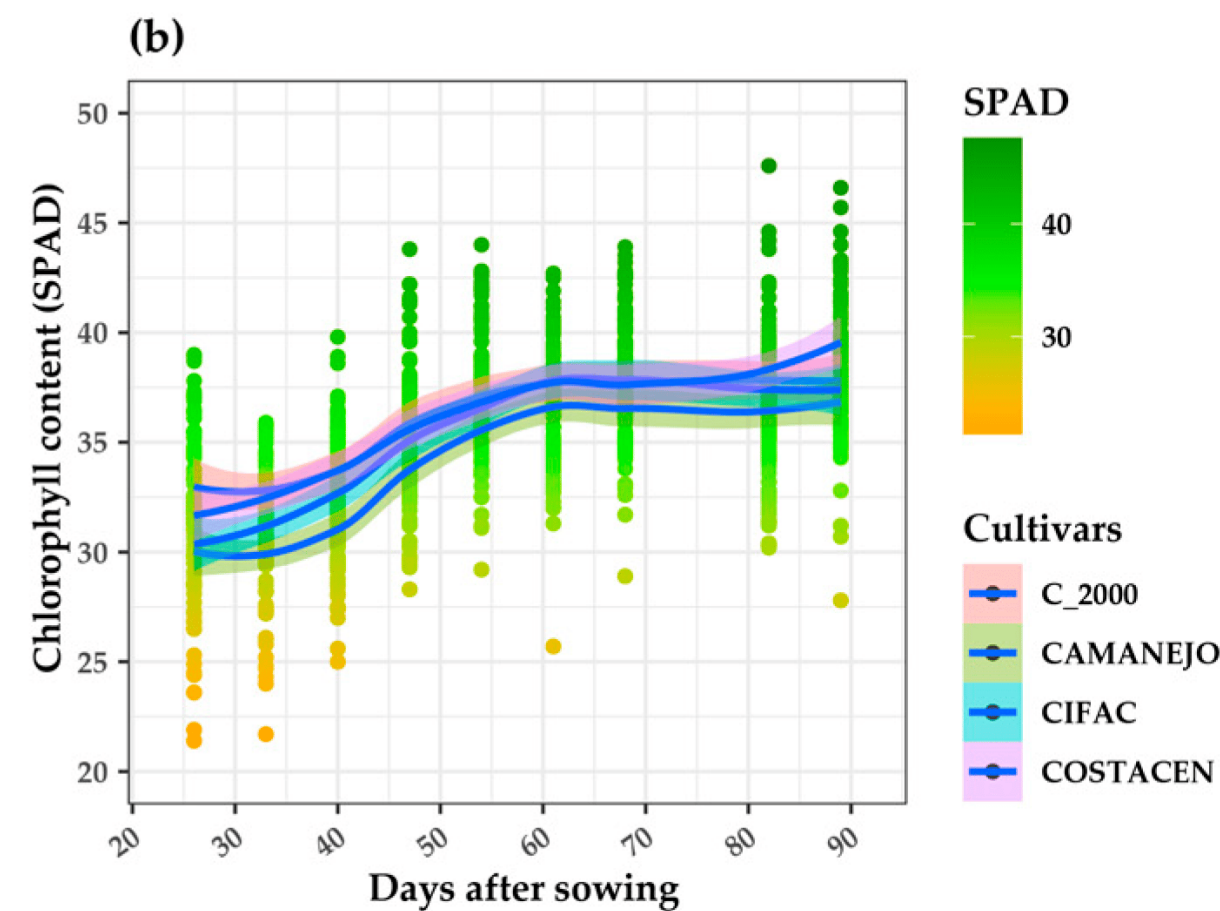 (b)
Chlorophyll content (SPAD)
50
45
40
35
30
25
20
20 30 40 50 60 70 80 90
Days after sowing
SPAD
40
30
Cultivars
C_2000
CAMANEJO
CIFAC
COSTACEN